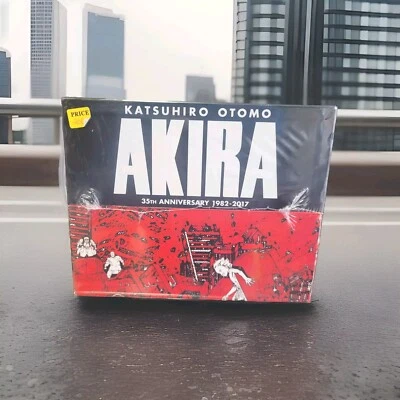 PRICE
KATSUHIRO OTOMO
AKIRA
35TH ANNIVERSARY 1982-2017